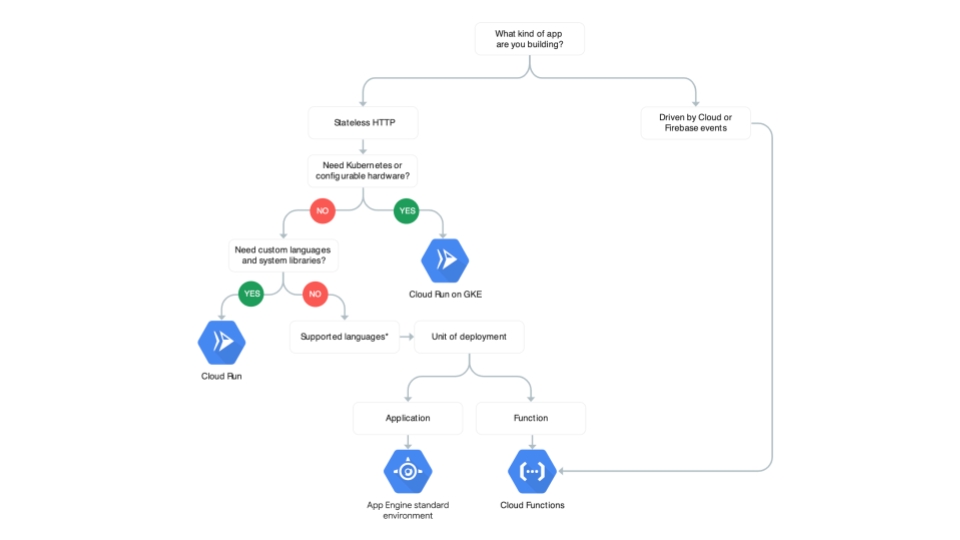 What kind of app
are you building?
Stateless HTTP
Driven by Cloud or
Firebase events
Need Kubernetes or
configurable hardware?
NO
YES
Need custom languages
and system libraries?
Cloud Run on GKE
YES
NO
Supported languages*
Unit of deployment
Cloud Run
Application
Function
App Engine standard
environment
Cloud Functions